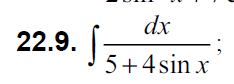 22.9. ∫ dx / (5 + 4 sin x) ;